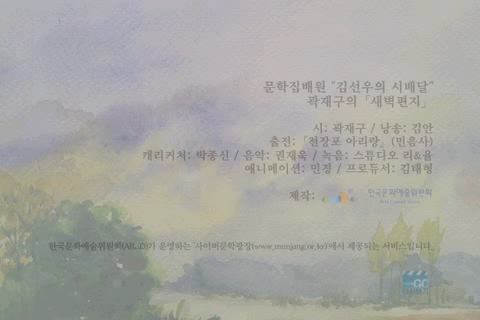 문학집배원 "김선우의 시배달"
곽재구의「새벽편지」
시: 곽재구 / 낭송: 김안
출전:「전장포 아리랑」(민음사)
캐리커처: 박종신 / 음악: 권재욱 / 녹음: 스튜디오 리&율
애니메이션: 민경 / 프로듀서: 김태형
제작:
한국문화예술위원회
Arts Council Korea
한국문화예술위원회(ARKO)가 운영하는 '사이버문학광장(www.munjang.or.kr)'에서 제공되는 서비스입니다.
GC